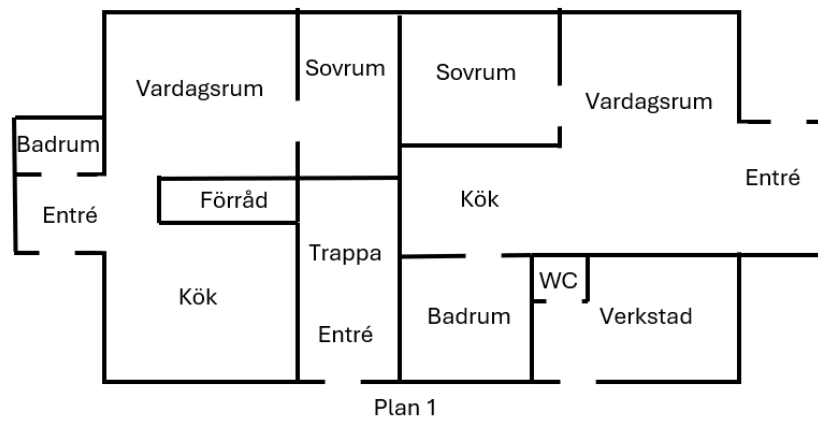 Sovrum
Sovrum
Vardagsrum
Vardagsrum
Badrum
Entré
Förråd
Kök
Entré
Trappa
WC
Kök
Badrum
Verkstad
Entré
Plan 1